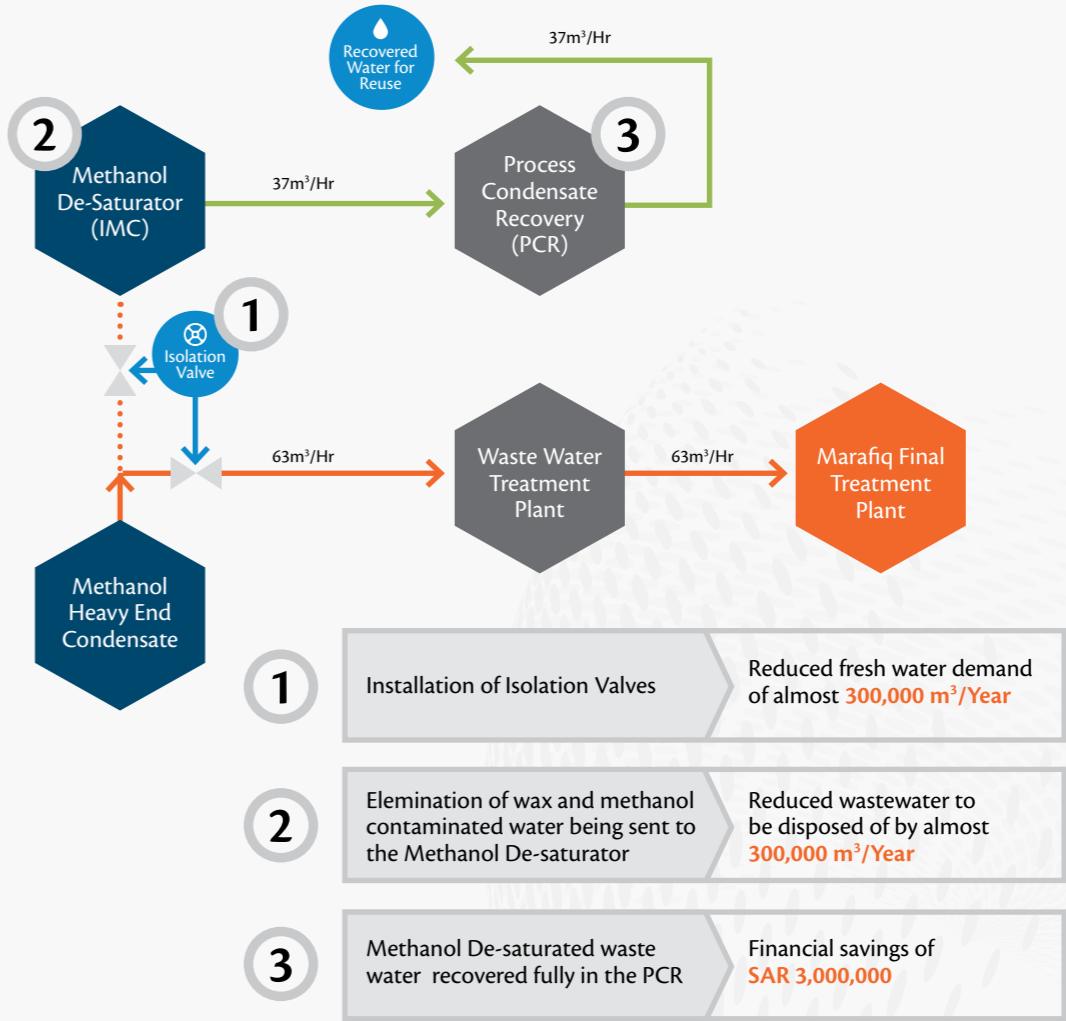 37m³/Hr
Recovered
Water for
Reuse
2
3
Methanol
De-Saturator
(IMC)
37m³/Hr
Process
Condensate
Recovery
(PCR)
1
Isolation
Valve
63m³/Hr
Waste Water
Treatment
Plant
63m³/Hr
Marafiq Final
Treatment
Plant
Methanol
Heavy End
Condensate
1
Installation of Isolation Valves
Reduced fresh water demand
of almost 300,000 m³/Year
2
Elemination of wax and methanol
contaminated water being sent to
the Methanol De-saturator
Reduced wastewater to
be disposed of by almost
300,000 m³/Year
3
Methanol De-saturated waste
water recovered fully in the PCR
Financial savings of
SAR 3,000,000